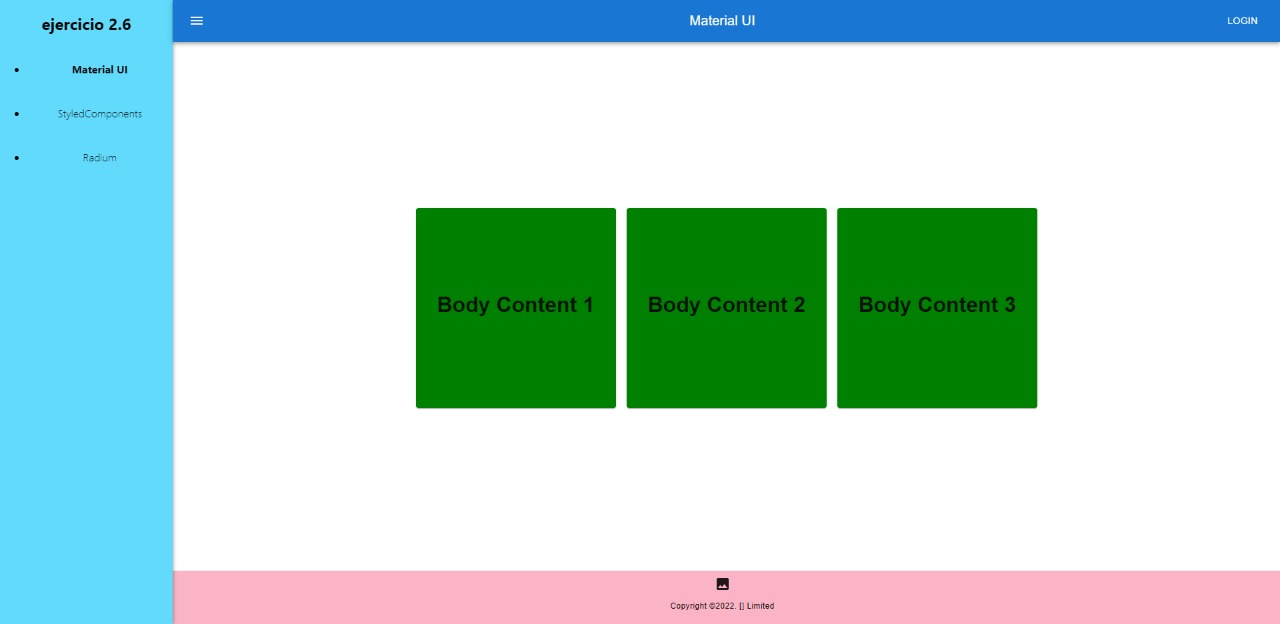 ejercicio 2.6
Material UI
StyledComponents
Radium
Material UI
LOGIN
Body Content 1
Body Content 2
Body Content 3
Copyright ©2022. [] Limited